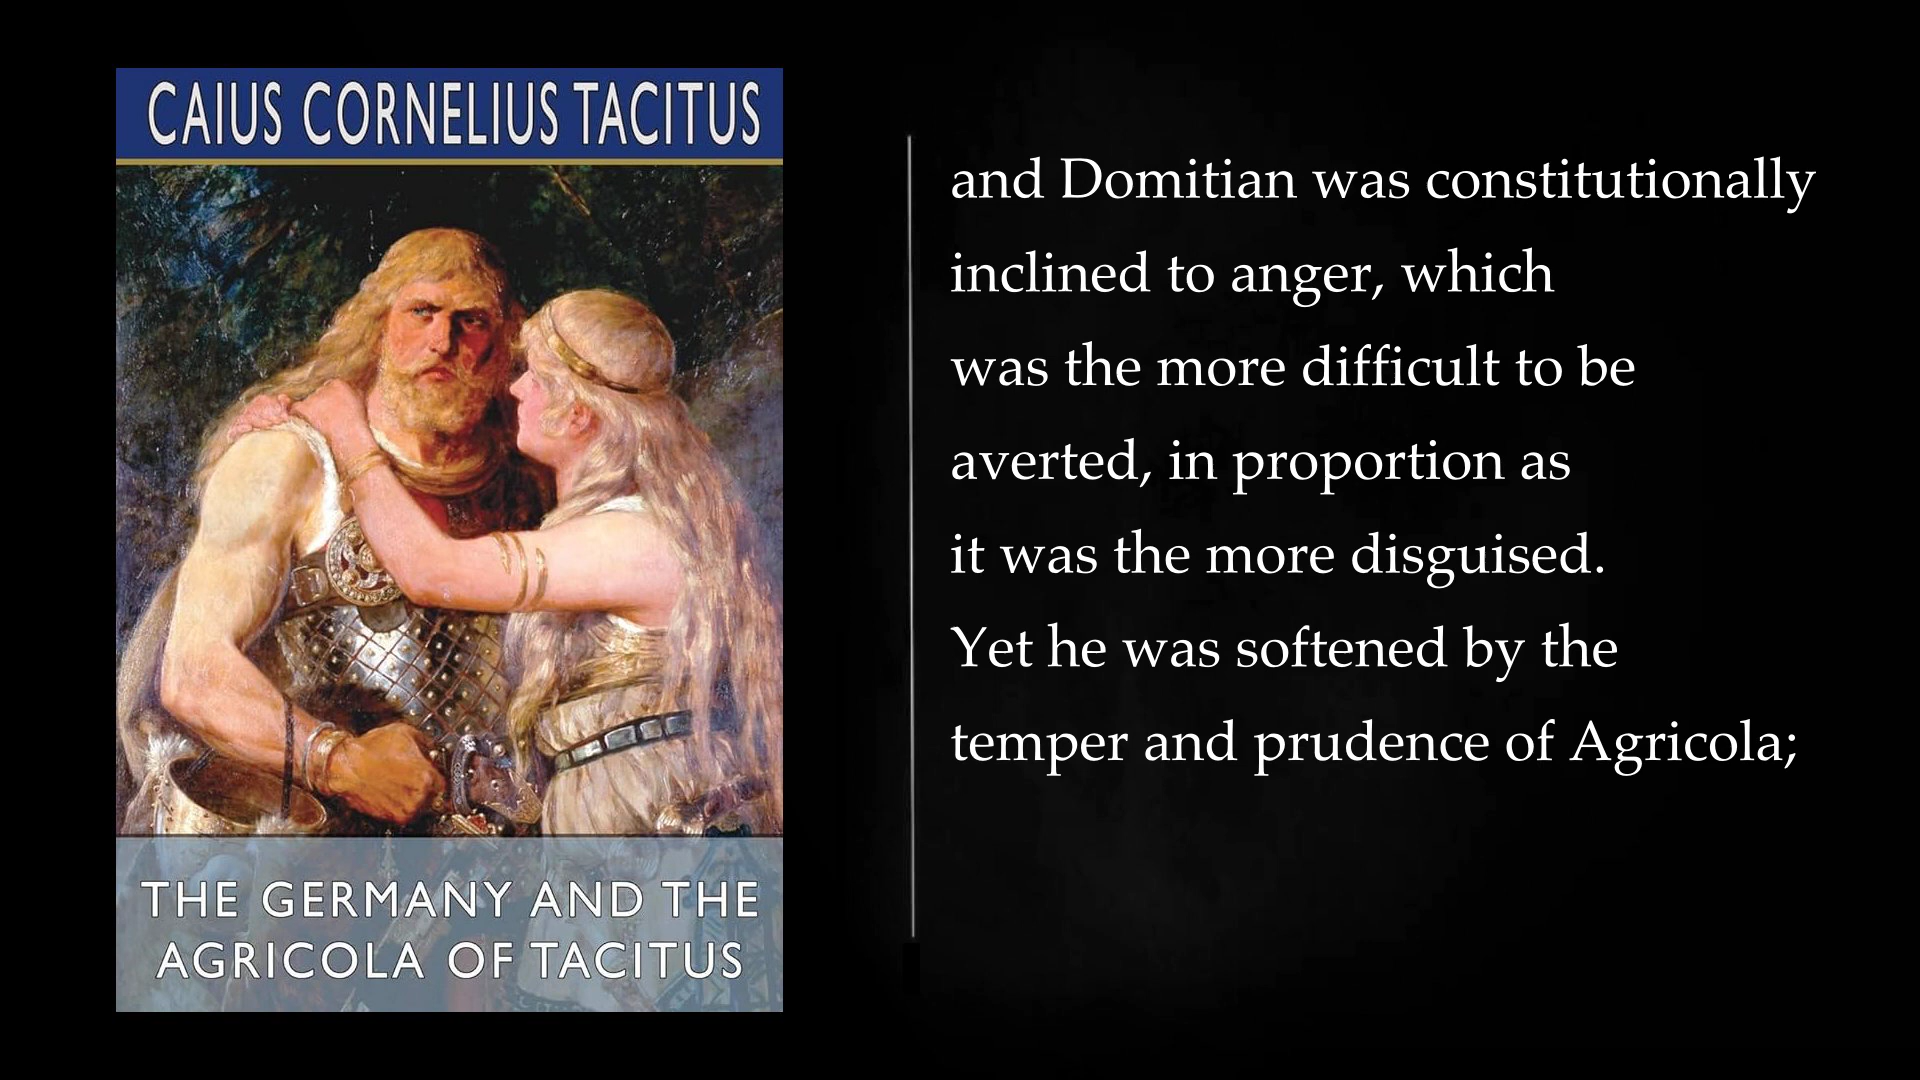 CAIUS CORNELIUS TACITUS
THE GERMANY AND THE
AGRICOLA OF TACITUS
and Domitian was constitutionally
inclined to anger, which
was the more difficult to be
averted, in proportion as
it was the more disguised.
Yet he was softened by the
temper and prudence of Agricola;